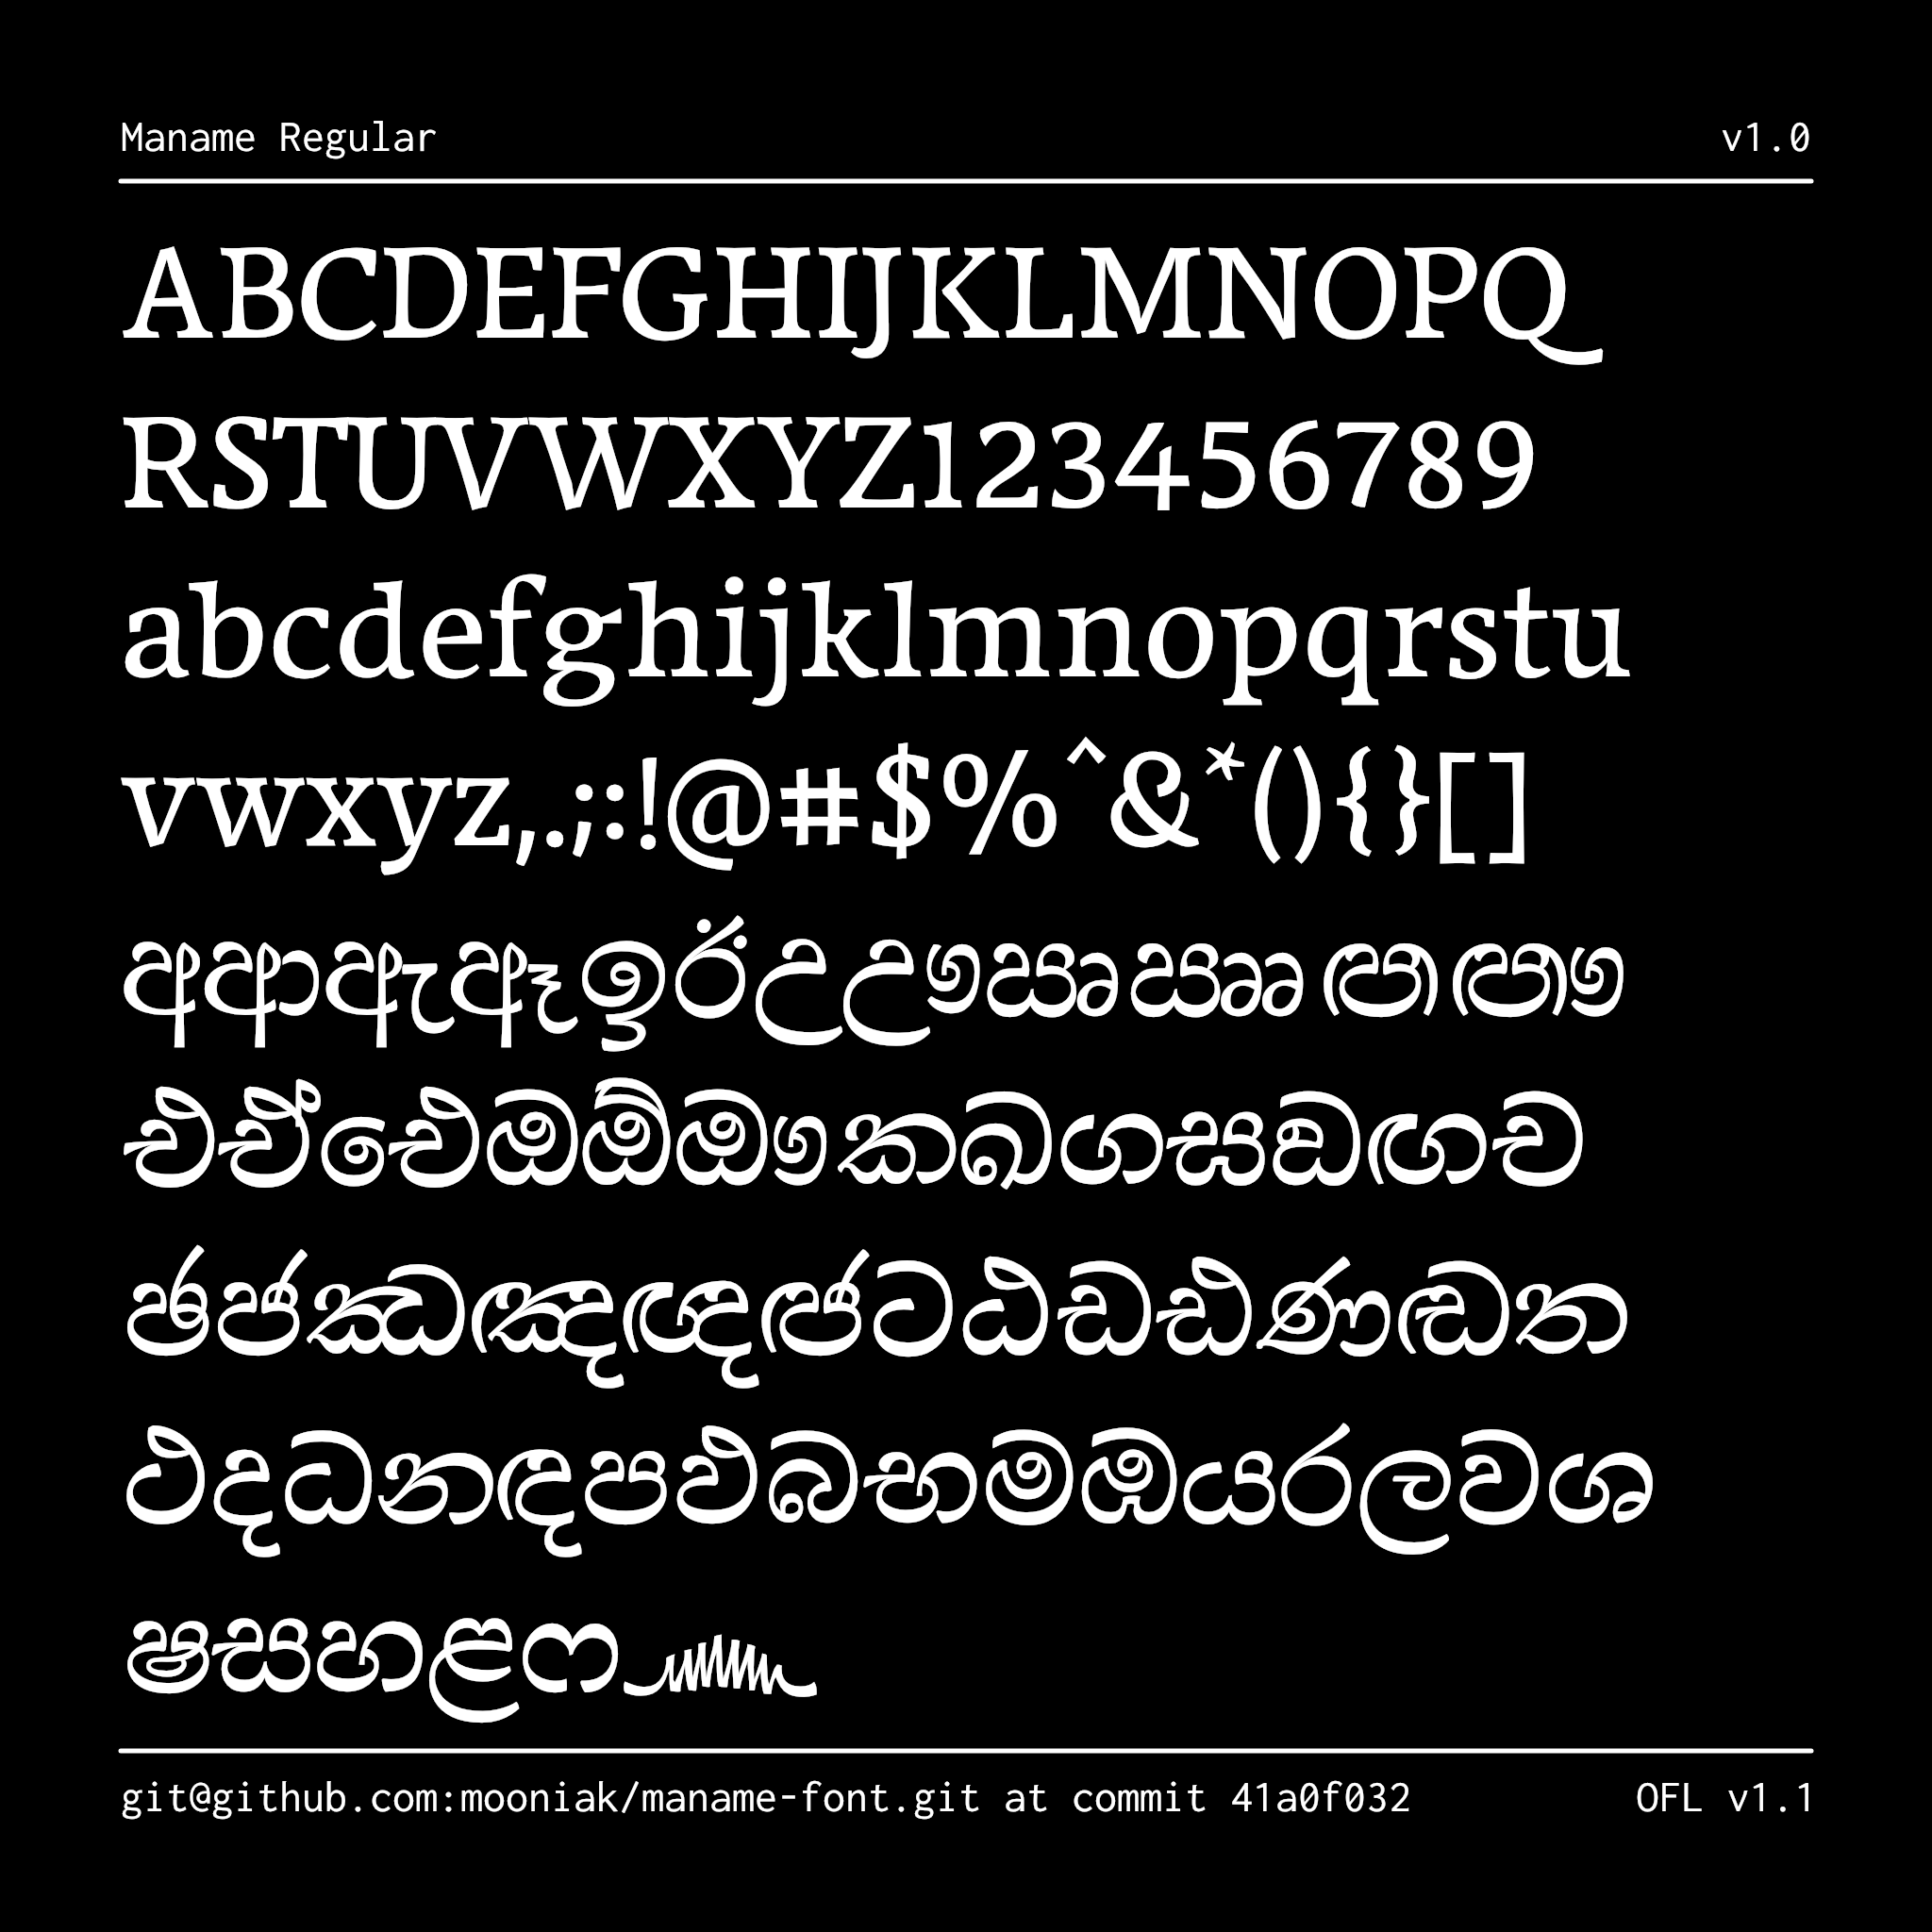 Maname Regular
v1.0
ABCDEFGHIJKLMNOPQ
RSTUVWXYZ123456789
abcdefghijklmnopqrstu
vwxyz,.;:!@#$%^&*(){}[]
අආඇඈඉඊඋඌඍඎඏඐ
එඒඓඔඕඖකඛගඝඞඟච
ඡජඣඤඥඦටඨඩඪණඬත
ථදධනඳපඵබභමඹයරලවශ
ෂසහළෆ෴
git@github.com:mooniak/maname-font.git at commit 41a0f032
OFL v1.1